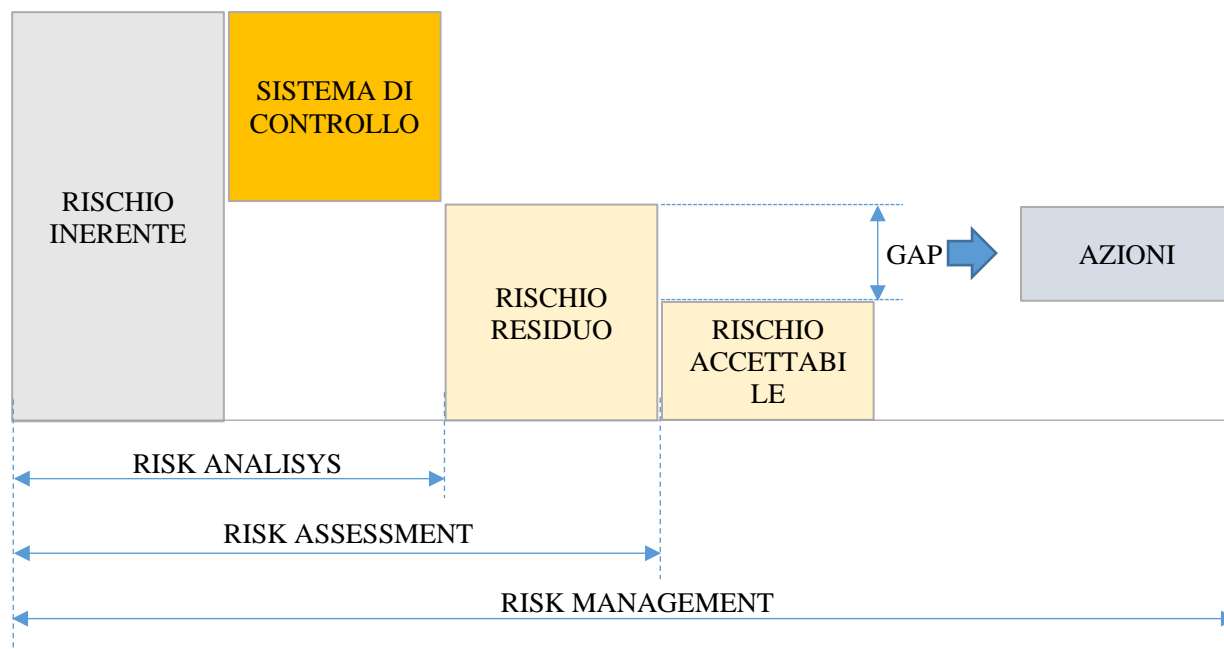 SISTEMA DI
CONTROLLO
RISCHIO
INERENTE
GAP
AZIONI
RISCHIO
RESIDUO
RISCHIO
ACCETTABI
LE
RISK ANALISYS
RISK ASSESSMENT
RISK MANAGEMENT